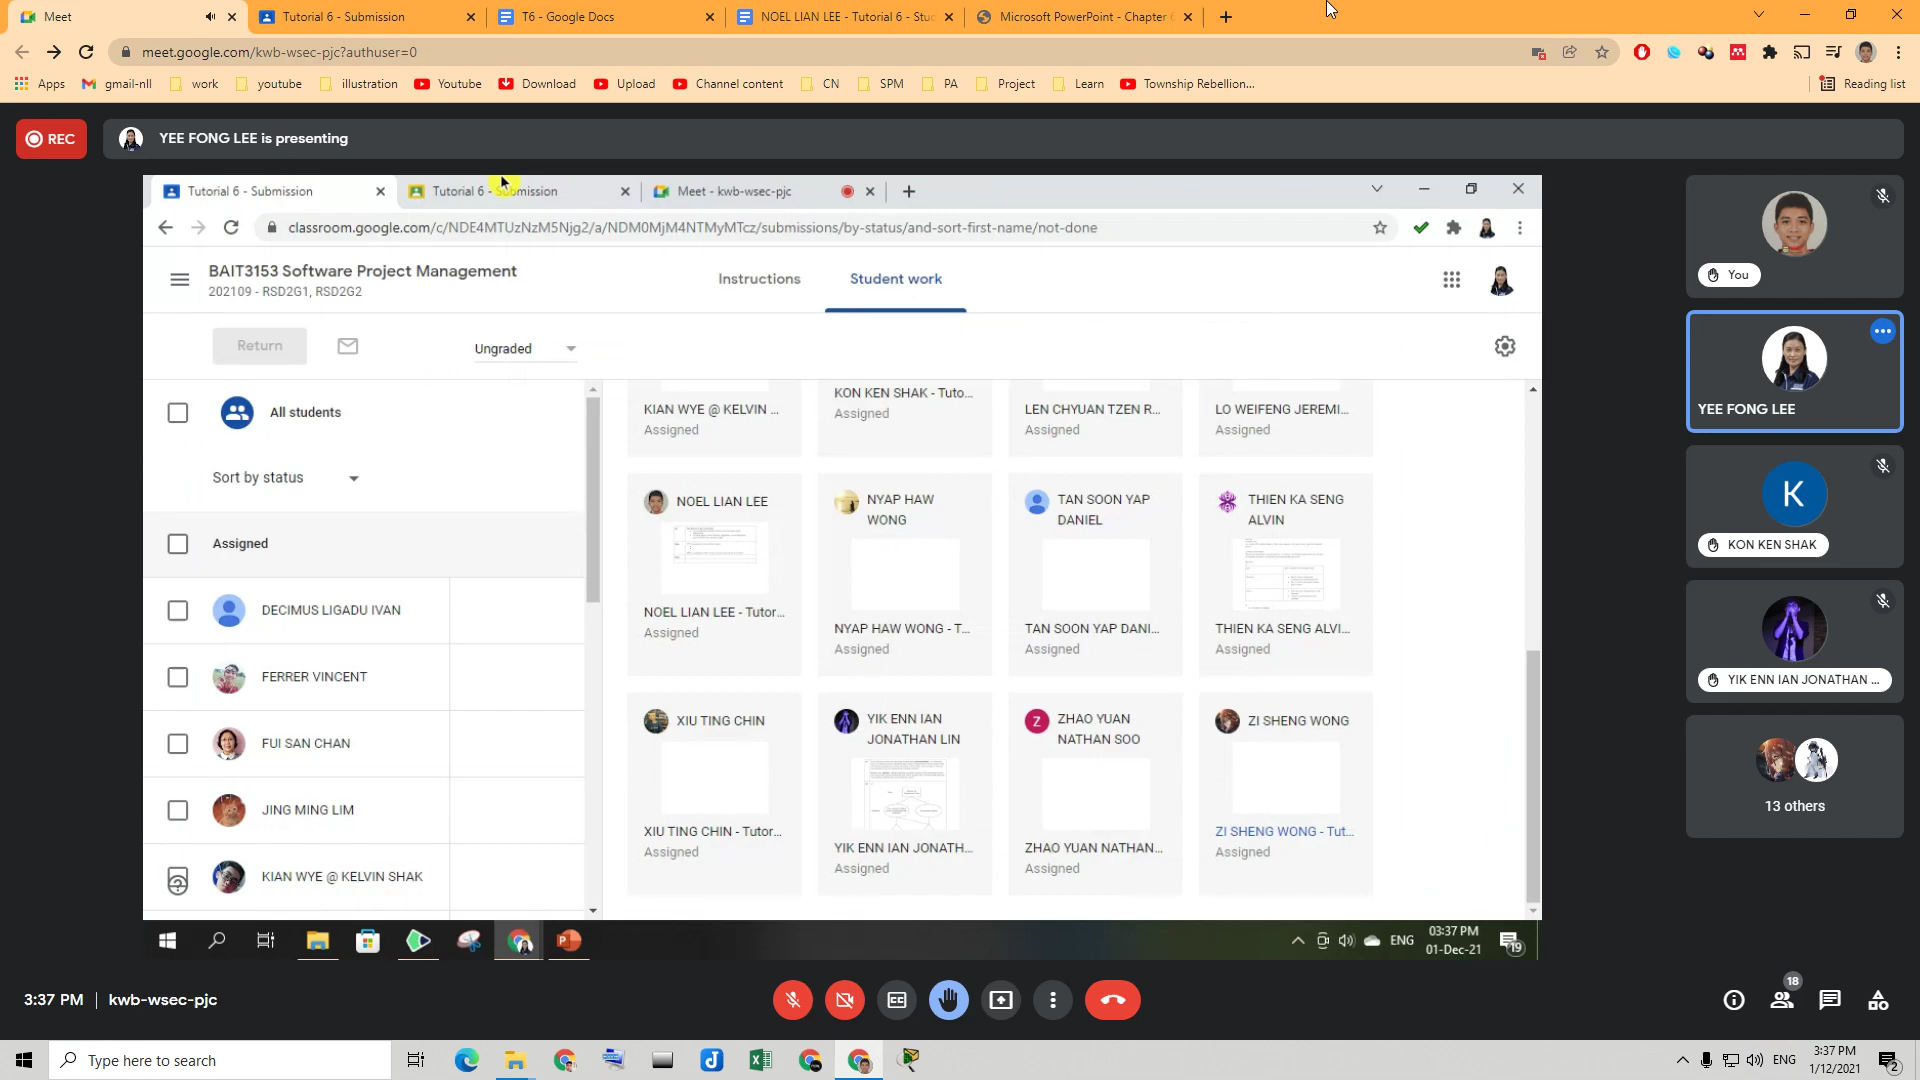 Meet
Tutorial 6 - Submission
T6 - Google Docs
NOEL LIAN LEE - Tutorial 6 - Stud
Microsoft PowerPoint - Chapter 6
meet.google.com/kwb-wsec-pjc?authuser=0
Apps
gmail-nll
work
youtube
illustration
Youtube
Download
Upload
Channel content
CN
SPM
PA
Project
Learn
Township Rebellion...
Reading list
REC
YEE FONG LEE is presenting
Tutorial 6 - Submission
Tutorial 6 - Submission
Meet - kwb-wsec-pjc
classroom.google.com/c/NDE4MTUzNzM5Njg2/a/NDM0MjM4NTMyMTcz/submissions/by-status/and-sort-first-name/not-done
BAIT3153 Software Project Management
202109 - RSD2G1, RSD2G2
Instructions
Student work
Return
Ungraded
All students
Sort by status
Assigned
DECIMUS LIGADU IVAN
FERRER VINCENT
FUI SAN CHAN
JING MING LIM
KIAN WYE @ KELVIN SHAK
KIAN WYE @ KELVIN ...
Assigned
KON KEN SHAK - Tuto...
Assigned
LEN CHYUAN TZEN R...
Assigned
LO WEIFENG JEREMI...
Assigned
NOEL LIAN LEE
NOEL LIAN LEE - Tutor...
Assigned
NYAP HAW
WONG
NYAP HAW WONG - T...
Assigned
TAN SOON YAP
DANIEL
TAN SOON YAP DANI...
Assigned
THIEN KA SENG
ALVIN
THIEN KA SENG ALVI...
Assigned
XIU TING CHIN
XIU TING CHIN - Tutor...
Assigned
YIK ENN IAN
JONATHAN LIN
YIK ENN IAN JONATH...
Assigned
Z
ZHAO YUAN
NATHAN SOO
ZHAO YUAN NATHAN...
Assigned
ZI SHENG WONG
ZI SHENG WONG - Tut...
Assigned
ENG
03:37 PM
01-Dec-21
19
You
YEE FONG LEE
K
KON KEN SHAK
YIK ENN IAN JONATHAN ...
13 others
3:37 PM
kwb-wsec-pjc
18
Type here to search
ENG
3:37 PM
1/12/2021
2